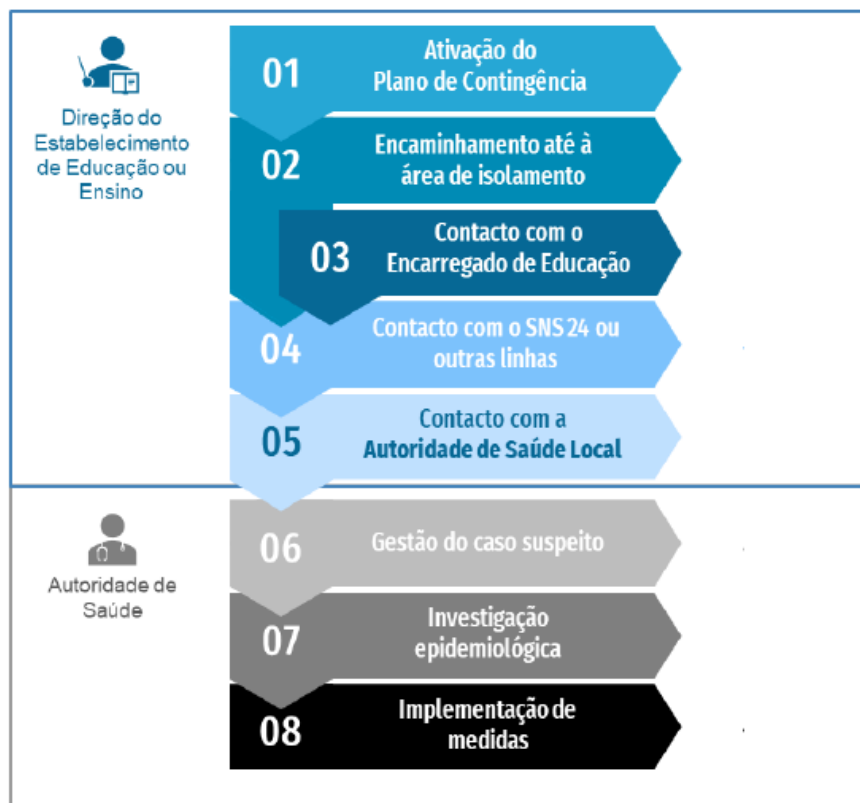 Direção do
Estabelecimento
de Educação ou
Ensino
01
Ativação do
Plano de Contingência
02
Encaminhamento até à
área de isolamento
03
Contacto com o
Encarregado de Educação
04
Contacto com o SNS 24 ou
outras linhas
05
Contacto com a
Autoridade de Saúde Local
Autoridade de
Saúde
06
Gestão do caso suspeito
07
Investigação
epidemiológica
08
Implementação de
medidas